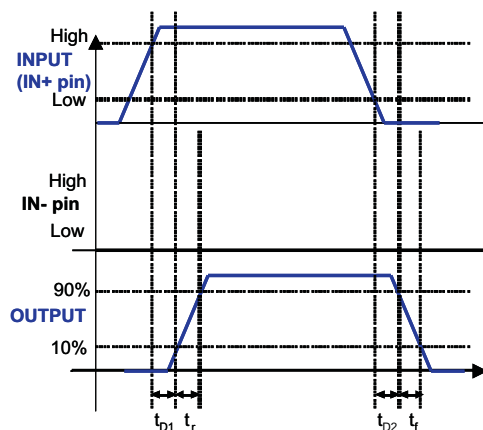 High
INPUT
(IN+ pin)
Low
High
IN- pin
Low
90%
OUTPUT
10%
tD1 tr tD2 tf